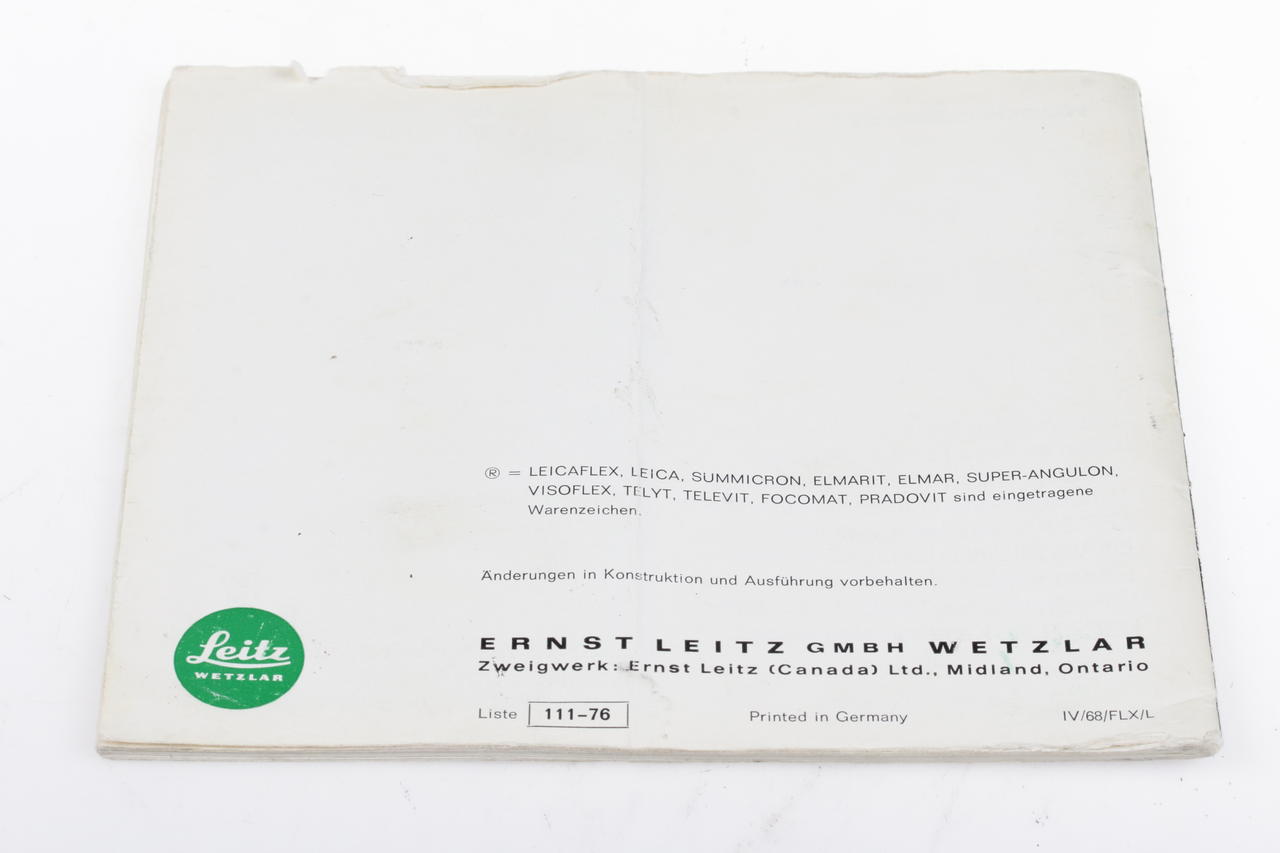 ® = LEICAFLEX, LEICA, SUMMICRON, ELMARIT, ELMAR, SUPER-ANGULON,
VISOFLEX, TELYT, TELEVIT, FOCOMAT, PRADOVIT sind eingetragene
Warenzeichen.
Änderungen in Konstruktion und Ausführung vorbehalten.
Leitz
WETZLAR
ERNST LEITZ GMBH WETZLAR
Zweigwerk: Ernst Leitz (Canada) Ltd., Midland, Ontario
Liste 111-76 Printed in Germany IV/68/FLX/L